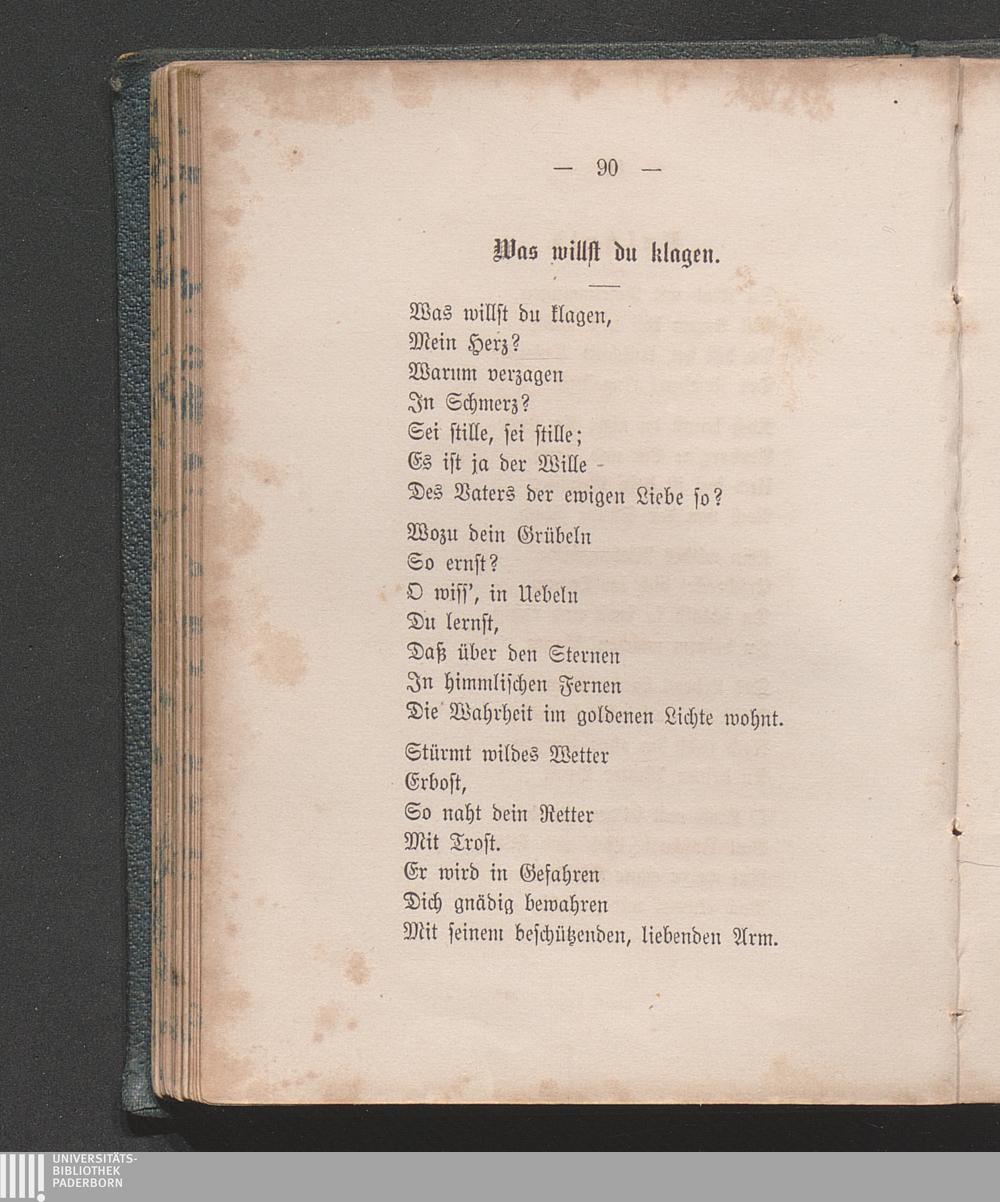 — 90 —
Was willst du klagen.
Was willst du klagen,
Mein Herz?
Warum verzagen
In Schmerz?
Sei stille, sei stille;
Es ist ja der Wille
Des Vaters der ewigen Liebe so?
Wozu dein Grübeln
So ernst?
O wiss', in Uebeln
Du lernst,
Daß über den Sternen
In himmlischen Fernen
Die Wahrheit im goldenen Lichte wohnt.
Stürmt wildes Wetter
Erbost,
So naht dein Retter
Mit Trost.
Er wird in Gefahren
Dich gnädig bewahren
Mit seinem beschützenden, liebenden Arm.
UNIVERSITÄTS-
BIBLIOTHEK
PADERBORN